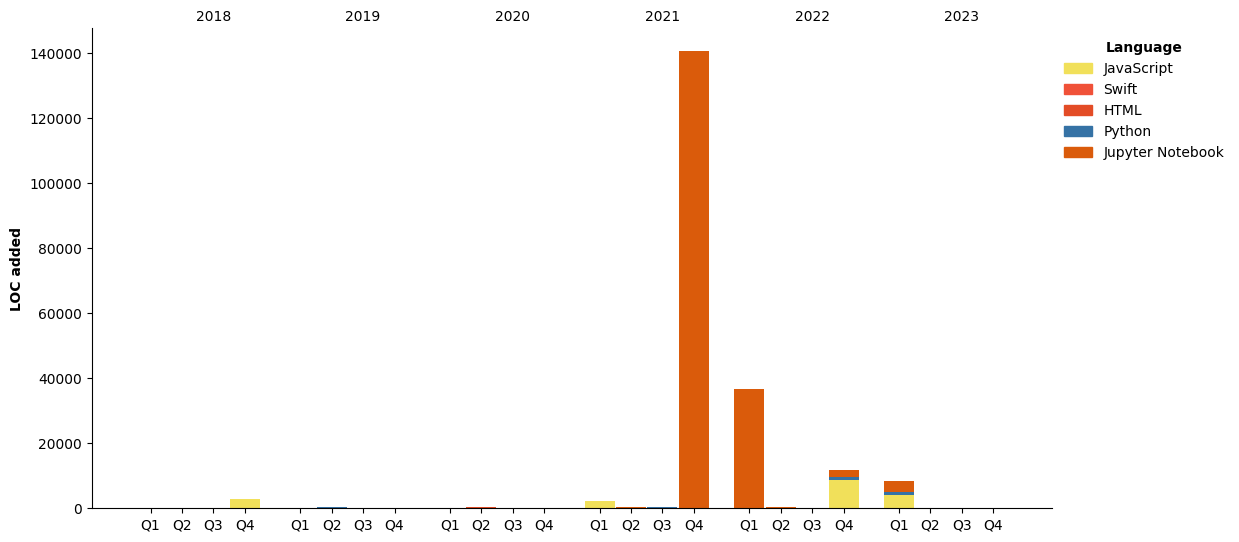 2018 2019 2020 2021 2022 2023
Language
JavaScript
Swift
HTML
Python
Jupyter Notebook
LOC added
140000
120000
100000
80000
60000
40000
20000
0
Q1 Q2 Q3 Q4 Q1 Q2 Q3 Q4 Q1 Q2 Q3 Q4 Q1 Q2 Q3 Q4 Q1 Q2 Q3 Q4 Q1 Q2 Q3 Q4